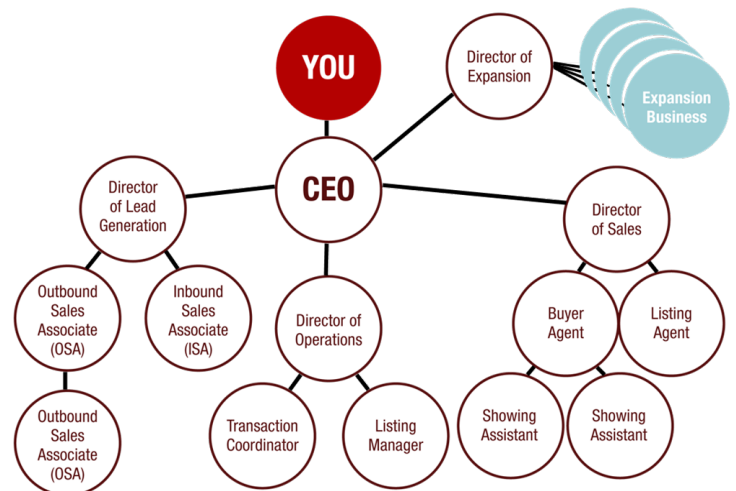 YOU
Director of
Expansion
Expansion
Business
CEO
Director
of Lead
Generation
Director
of Sales
Outbound
Sales
Associate
(OSA)
Inbound
Sales
Associate
(ISA)
Director of
Operations
Buyer
Agent
Listing
Agent
Outbound
Sales
Associate
(OSA)
Transaction
Coordinator
Listing
Manager
Showing
Assistant
Showing
Assistant